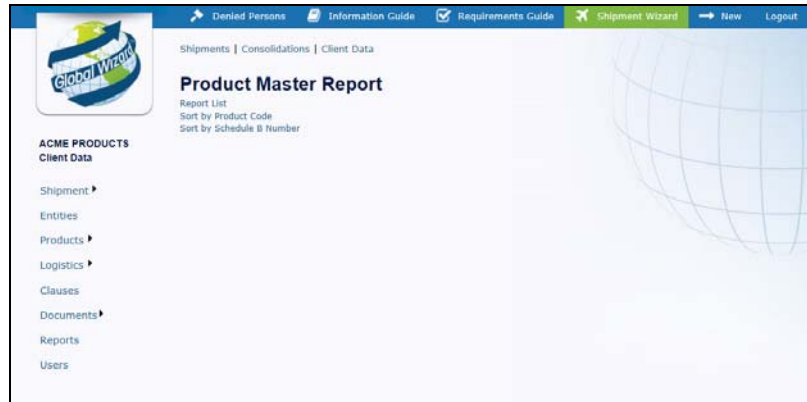 Denied Persons Information Guide Requirements Guide Shipment Wizard New Logout
Global Wizard
Shipments | Consolidations | Client Data
Product Master Report
Report List
Sort by Product Code
Sort by Schedule B Number
ACME PRODUCTS
Client Data
Shipment
Entities
Products
Logistics
Clauses
Documents
Reports
Users